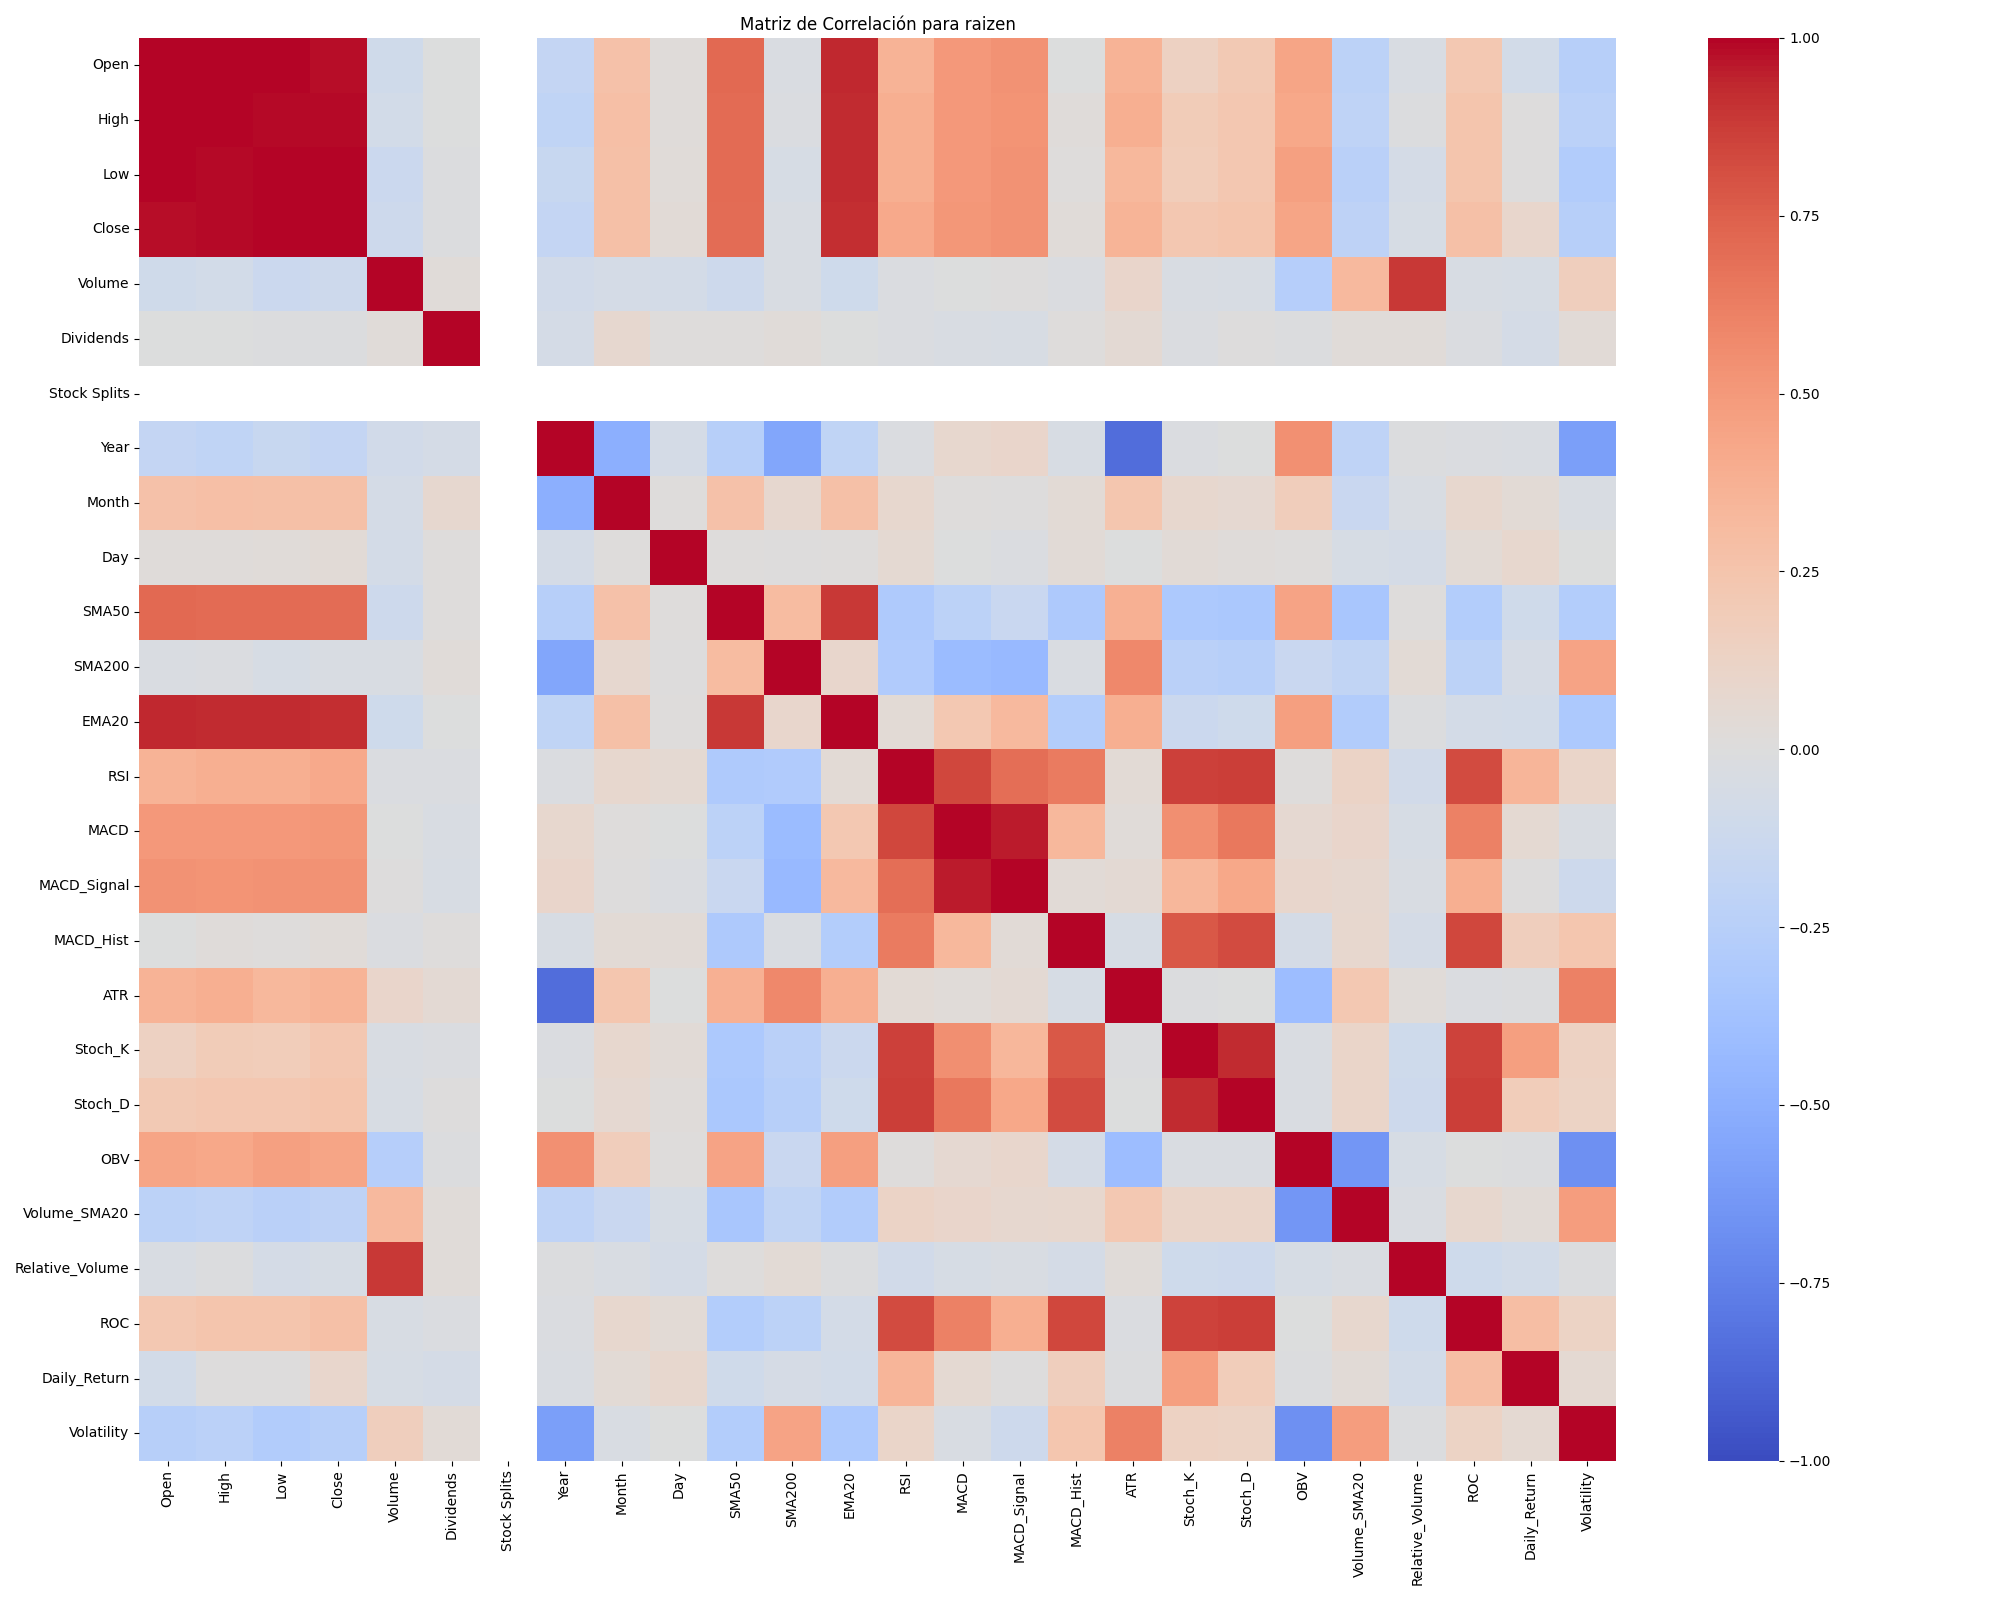 Matriz de Correlación para raizen
Open
High
Low
Close
Volume
Dividends
Stock Splits
Year
Month
Day
SMA50
SMA200
EMA20
RSI
MACD
MACD_Signal
MACD_Hist
ATR
Stoch_K
Stoch_D
OBV
Volume_SMA20
Relative_Volume
ROC
Daily_Return
Volatility
Open
High
Low
Close
Volume
Dividends
Stock Splits
Year
Month
Day
SMA50
SMA200
EMA20
RSI
MACD
MACD_Signal
MACD_Hist
ATR
Stoch_K
Stoch_D
OBV
Volume_SMA20
Relative_Volume
ROC
Daily_Return
Volatility
1.00
0.75
0.50
0.25
0.00
−0.25
−0.50
−0.75
−1.00